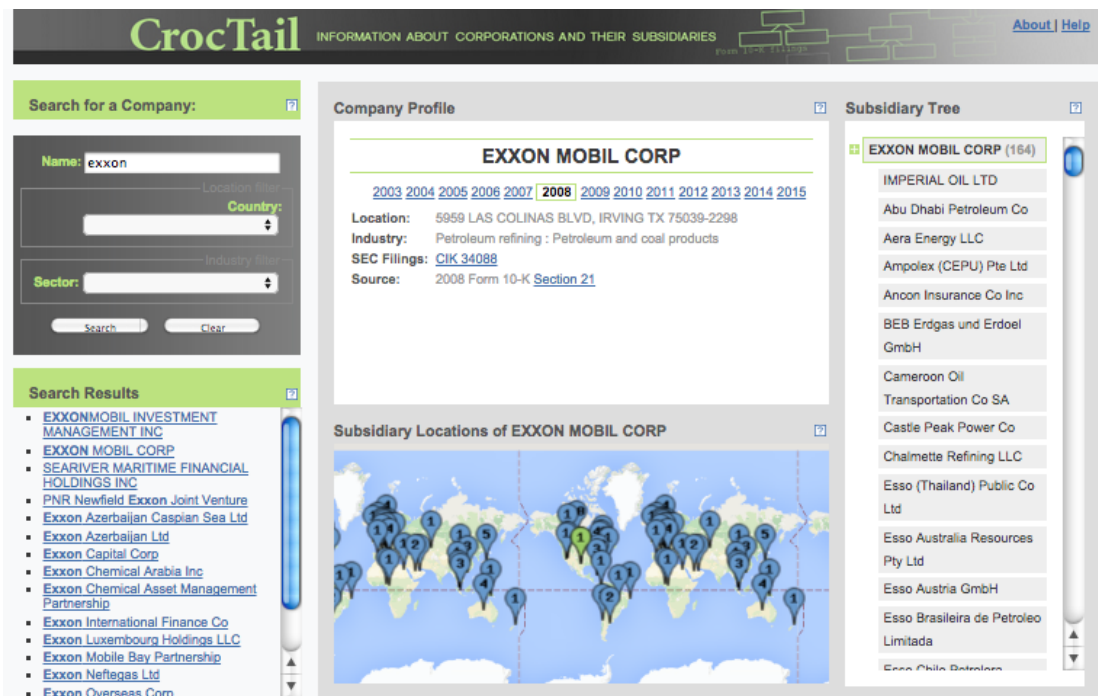 CrocTail
INFORMATION ABOUT CORPORATIONS AND THEIR SUBSIDIARIES
Form 10-K filings
About | Help
Search for a Company:
?
Name: exxon
Location filter
Country:
Industry filter
Sector:
Search Clear
Search Results
?
EXXONMOBIL INVESTMENT
MANAGEMENT INC
EXXON MOBIL CORP
SEARIVER MARITIME FINANCIAL
HOLDINGS INC
PNR Newfield Exxon Joint Venture
Exxon Azerbaijan Caspian Sea Ltd
Exxon Azerbaijan Ltd
Exxon Capital Corp
Exxon Chemical Arabia Inc
Exxon Chemical Asset Management
Partnership
Exxon International Finance Co
Exxon Luxembourg Holdings LLC
Exxon Mobile Bay Partnership
Exxon Neftegas Ltd
Exxon Overseas Corp
Company Profile
?
EXXON MOBIL CORP
2003 2004 2005 2006 2007 2008 2009 2010 2011 2012 2013 2014 2015
Location: 5959 LAS COLINAS BLVD, IRVING TX 75039-2298
Industry: Petroleum refining : Petroleum and coal products
SEC Filings: CIK 34088
Source: 2008 Form 10-K Section 21
Subsidiary Locations of EXXON MOBIL CORP
?
Subsidiary Tree
?
EXXON MOBIL CORP (164)
IMPERIAL OIL LTD
Abu Dhabi Petroleum Co
Aera Energy LLC
Ampolex (CEPU) Pte Ltd
Ancon Insurance Co Inc
BEB Erdgas und Erdoel
GmbH
Cameroon Oil
Transportation Co SA
Castle Peak Power Co
Chalmette Refining LLC
Esso (Thailand) Public Co
Ltd
Esso Australia Resources
Pty Ltd
Esso Austria GmbH
Esso Brasileira de Petroleo
Limitada
Esso Chile Petrolera